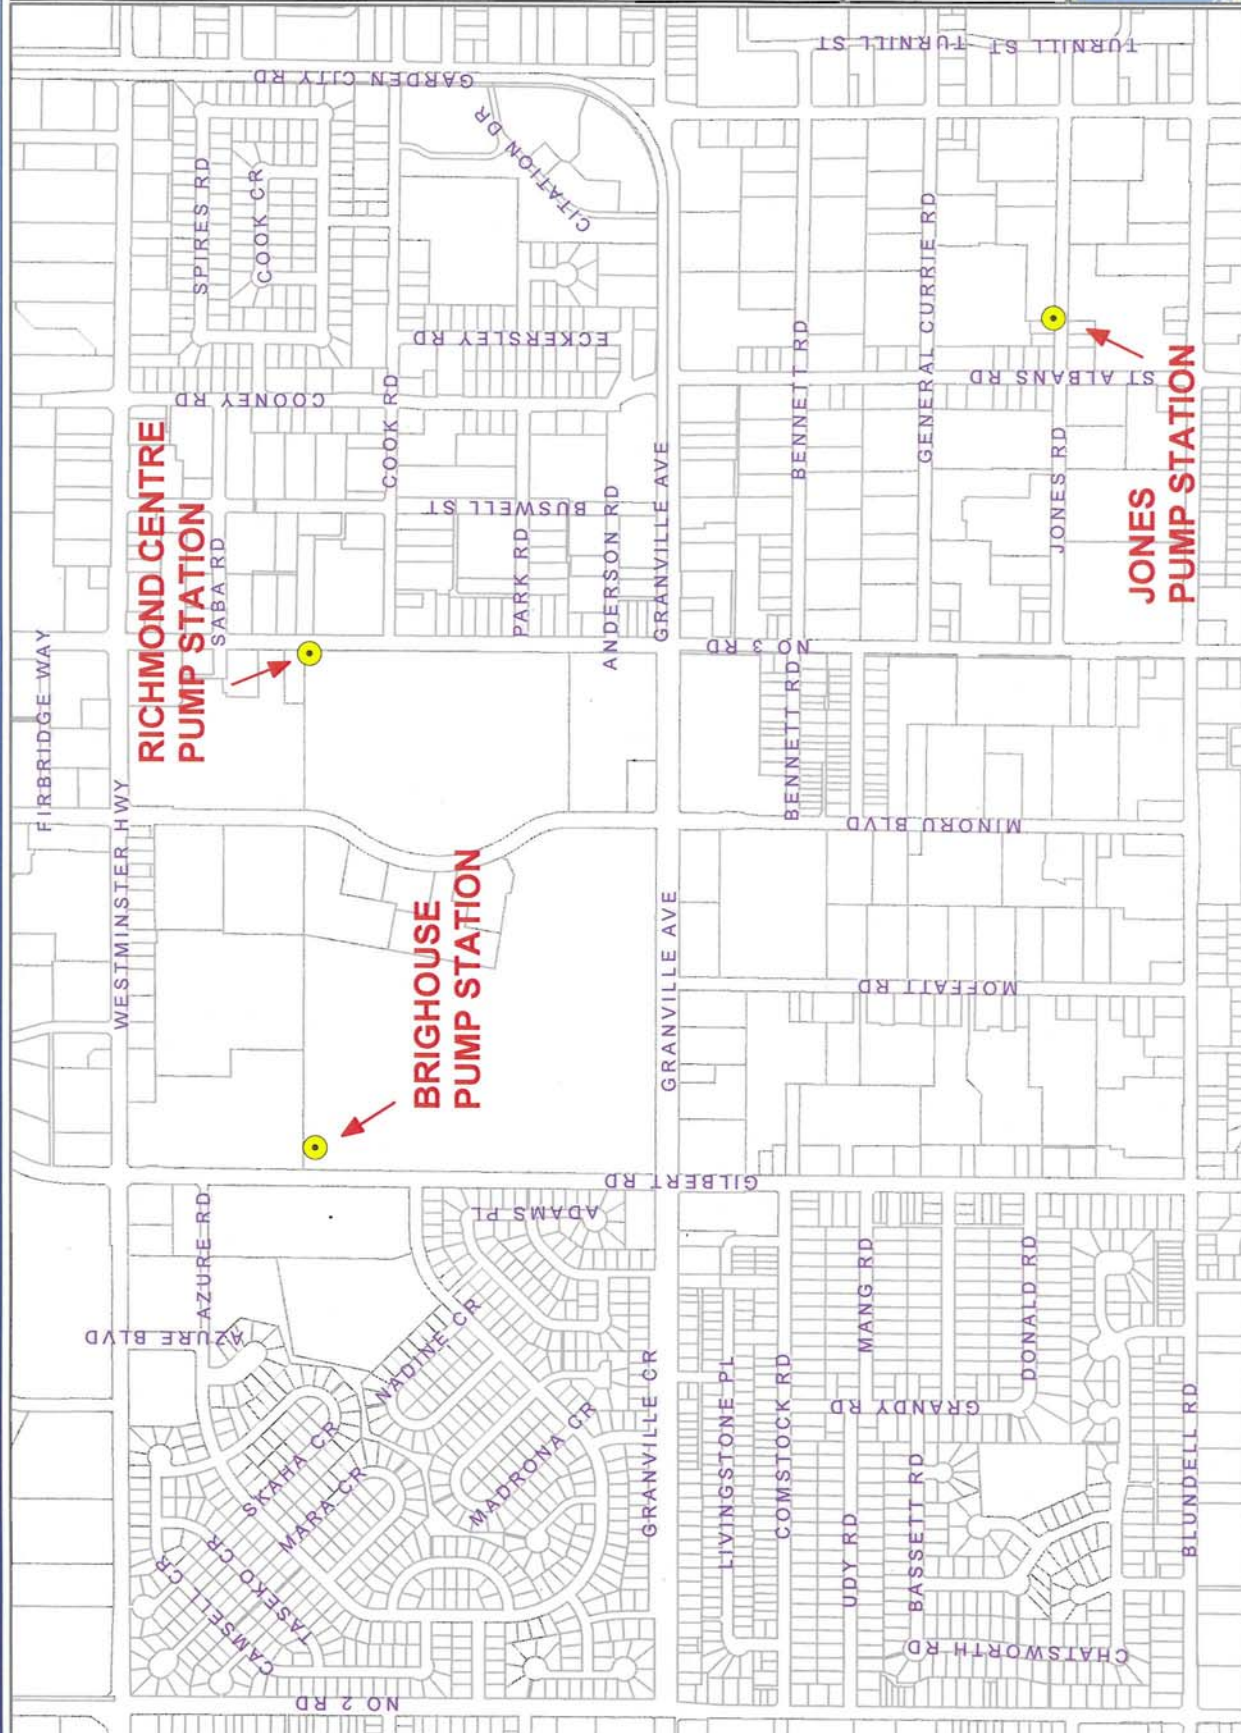 FIRBRIDGE WAY
WESTMINSTER HWY
RICHMOND CENTRE
PUMP STATION
SABA RD
SPIRES RD
COOK CR
COOK RD
COONEY RD
GARDEN CITY RD
CITATION DR
ECKERSLEY RD
BUSWELL ST
PARK RD
ANDERSON RD
GRANVILLE AVE
NO 3 RD
TURNILL ST
TURNILL ST
BENNETT RD
GENERAL CURRIE RD
ST ALBANS RD
JONES RD
JONES
PUMP STATION
BENNETT RD
MINORU BLVD
BRIGHOUSE
PUMP STATION
GRANVILLE AVE
MOFFATT RD
GILBERT RD
AZURE RD
AZURE BLVD
ADAMS PL
NADINE CR
SKAHA CR
MARA CR
TASEKO CR
CAMSELL CR
MADRONA CR
GRANVILLE CR
NO 2 RD
LIVINGSTONE PL
COMSTOCK RD
MANG RD
DONALD RD
GRANDY RD
UDY RD
BASSETT RD
CHATSWORTH RD
BLUNDELL RD